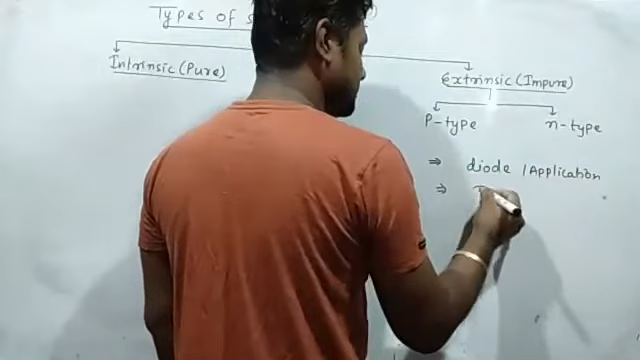 Types of
Intrinsic (Pure)
Extrinsic (Impure)
P-type
n-type
⇒ diode / Application
⇒